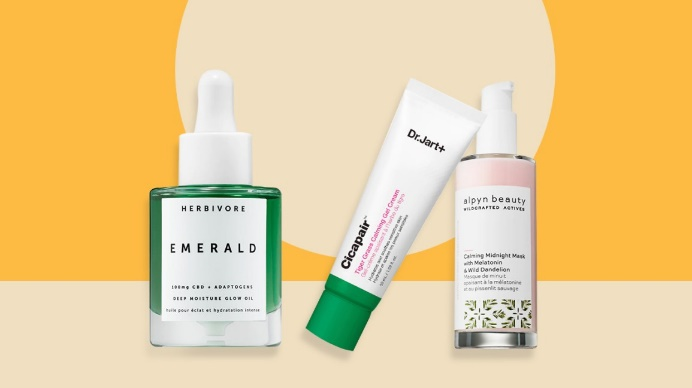 HERBIVORE
EMERALD
100mg CBD + ADAPTOGENS
DEEP MOISTURE GLOW OIL
huile pour éclat et hydratation intense
Dr.Jart+
Cicapair™
Tiger Grass Calming Gel Cream
alpyn beauty
WILDCRAFTED ACTIVES
Calming Midnight Mask
with Melatonin
& Wild Dandelion
Masque de minuit
apaisant à la mélatonine
et au pissenlit sauvage